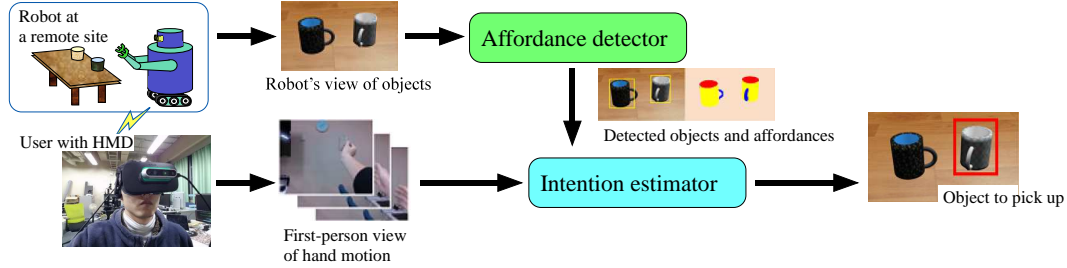 Robot at
a remote site
Robot's view of objects
Affordance detector
Detected objects and affordances
User with HMD
First-person view
of hand motion
Intention estimator
Object to pick up